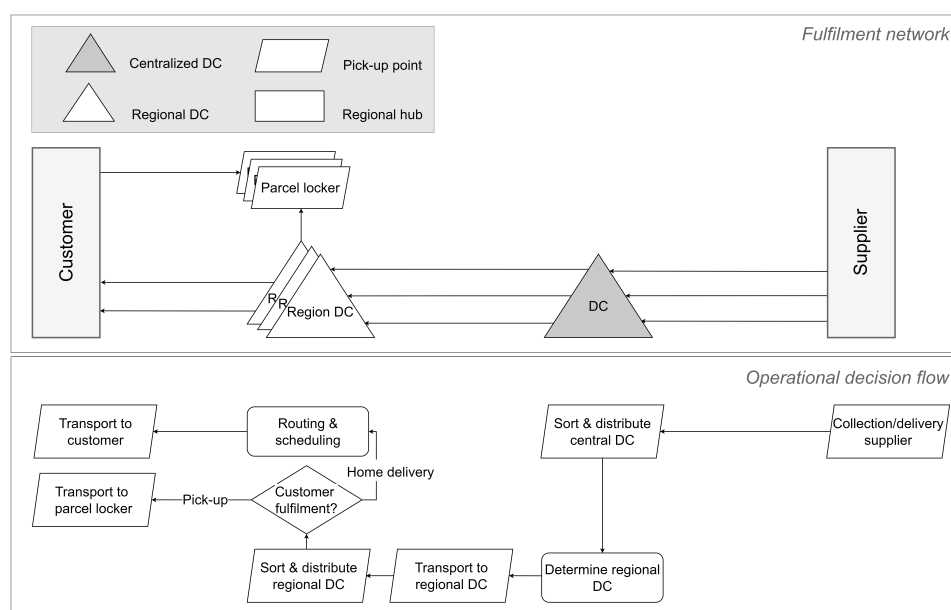 Fulfilment network
Centralized DC
Pick-up point
Regional DC
Regional hub
Customer
Parcel locker
Supplier
R
R
Region DC
DC
Operational decision flow
Transport to
customer
Routing &
scheduling
Sort & distribute
central DC
Collection/delivery
supplier
Home delivery
Transport to
parcel locker
Pick-up
Customer
fulfilment?
Sort & distribute
regional DC
Transport to
regional DC
Determine regional
DC